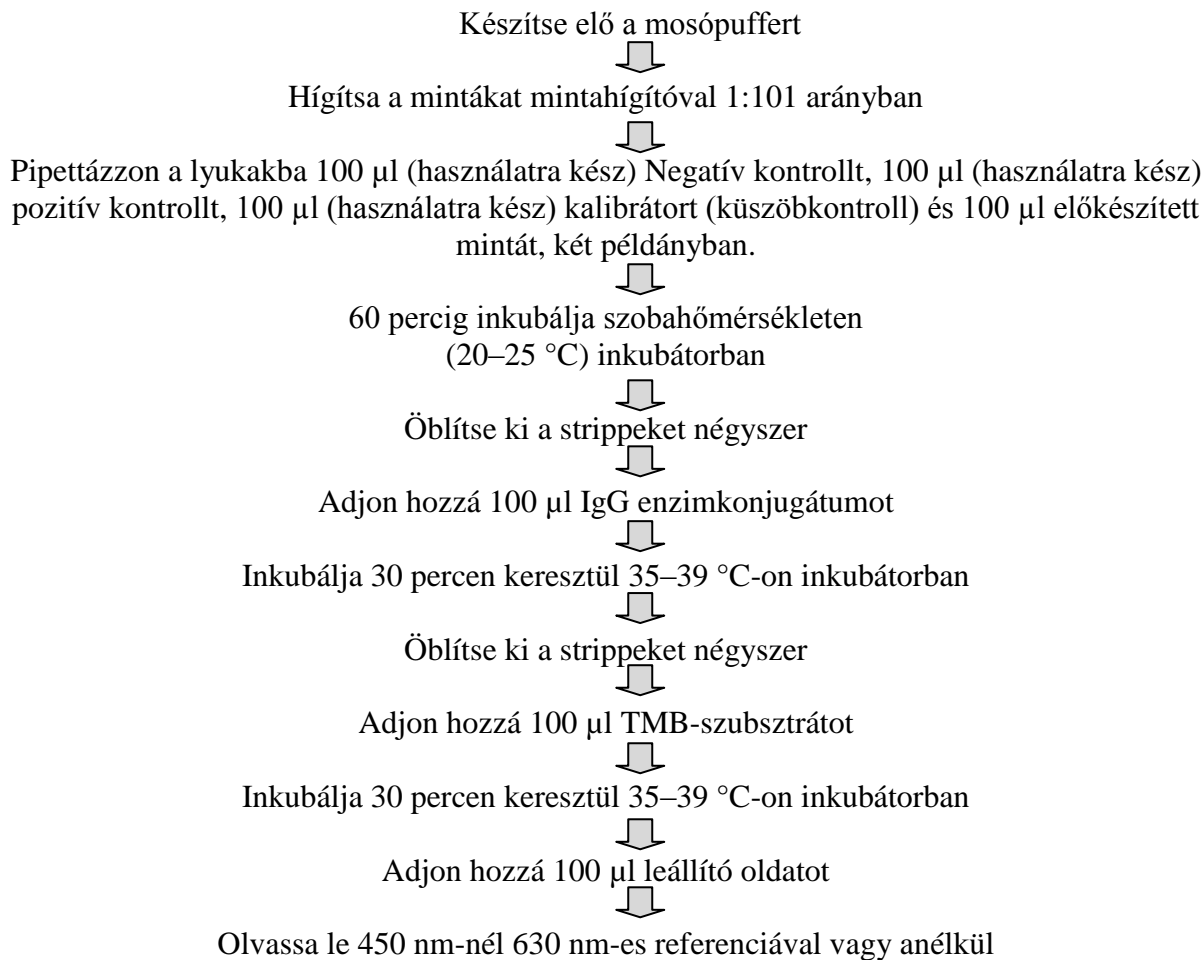 Készítse elő a mosópuffert
Hígítsa a mintákat mintahígítóval 1:101 arányban
Pipettázzon a lyukakba 100 µl (használatra kész) Negatív kontrollt, 100 µl (használatra kész)
pozitív kontrollt, 100 µl (használatra kész) kalibrátort (küszöbkontroll) és 100 µl előkészített
mintát, két példányban.
60 percig inkubálja szobahőmérsékleten
(20–25 °C) inkubátorban
Öblítse ki a strippeket négyszer
Adjon hozzá 100 µl IgG enzimkonjugátumot
Inkubálja 30 percen keresztül 35–39 °C-on inkubátorban
Öblítse ki a strippeket négyszer
Adjon hozzá 100 µl TMB-szubsztrátot
Inkubálja 30 percen keresztül 35–39 °C-on inkubátorban
Adjon hozzá 100 µl leállító oldatot
Olvassa le 450 nm-nél 630 nm-es referenciával vagy anélkül